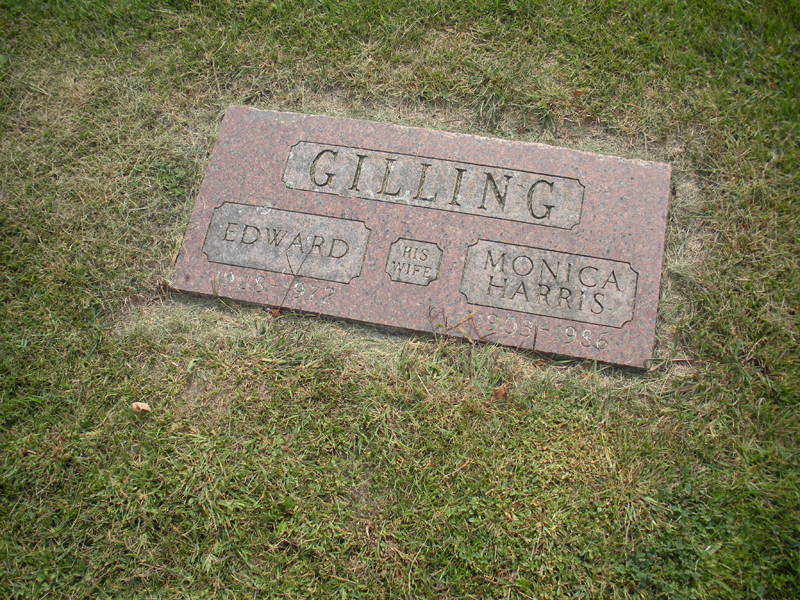 GILLING
EDWARD
HIS
WIFE
MONICA
HARRIS